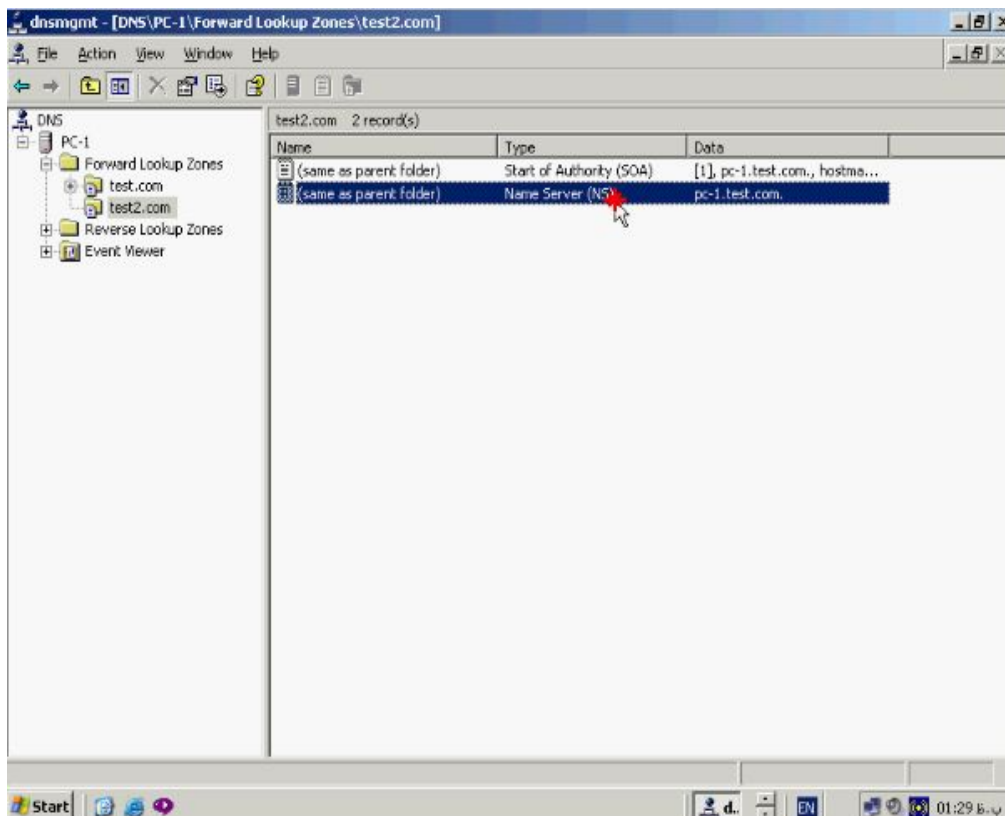 dnsmgmt - [DNS\PC-1\Forward Lookup Zones\test2.com]
File Action View Window Help
DNS
PC-1
Forward Lookup Zones
test.com
test2.com
Reverse Lookup Zones
Event Viewer
test2.com 2 record(s)
Name Type Data
(same as parent folder) Start of Authority (SOA) [1], pc-1.test.com., hostma...
(same as parent folder) Name Server (NS) pc-1.test.com.
Start d.. EN 01:29 ب.ظ